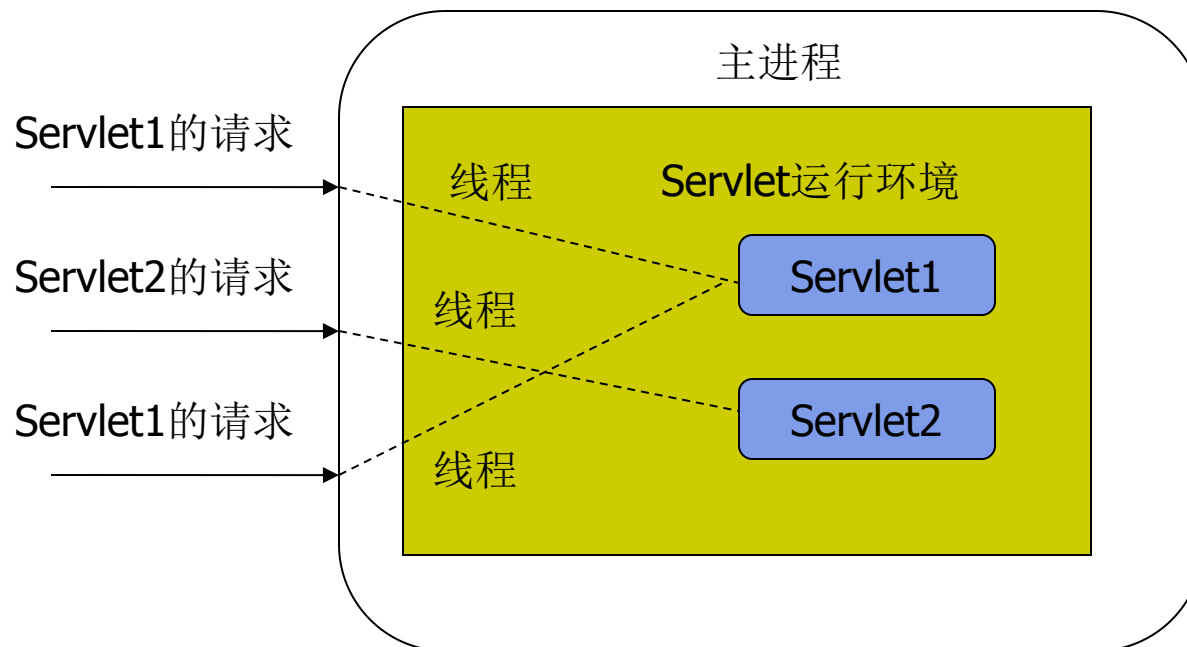 主进程
Servlet1的请求
线程
Servlet运行环境
Servlet1
Servlet2的请求
线程
Servlet2
Servlet1的请求
线程